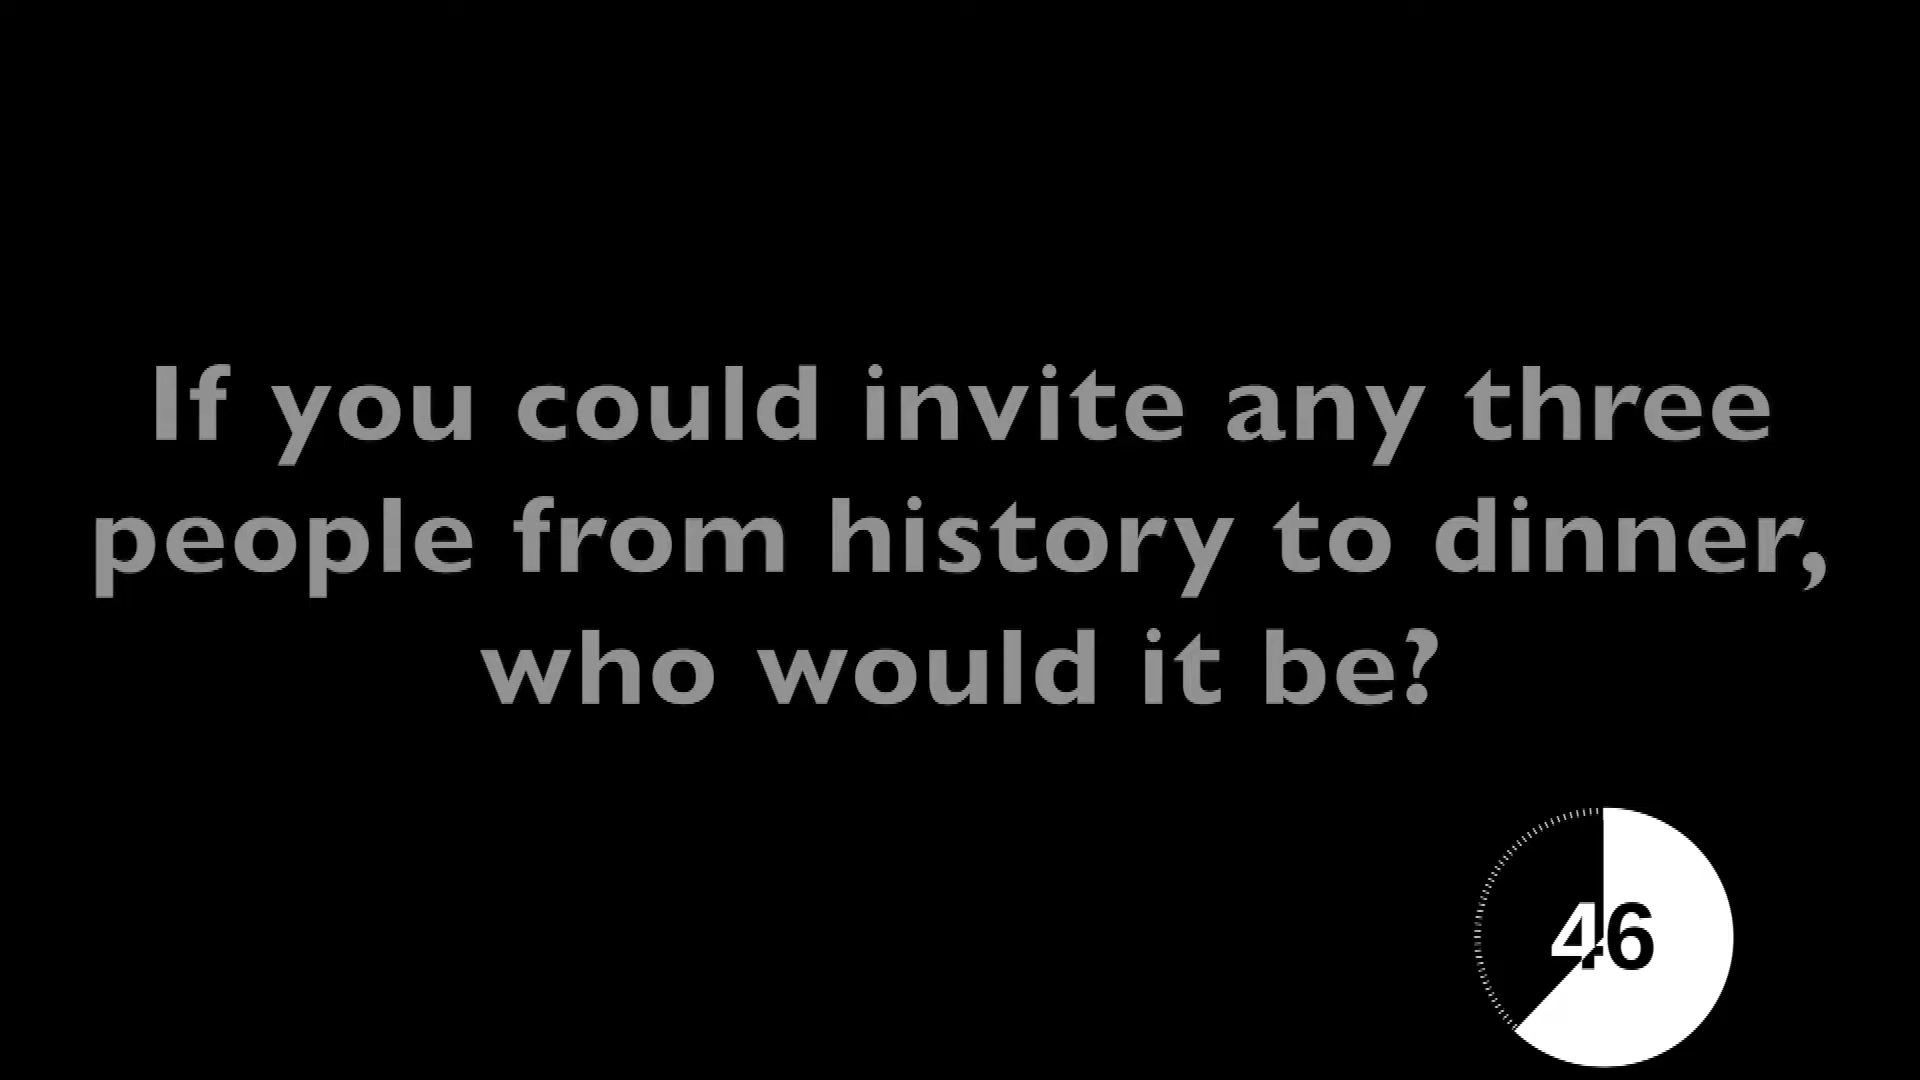 If you could invite any three
people from history to dinner,
who would it be?
46